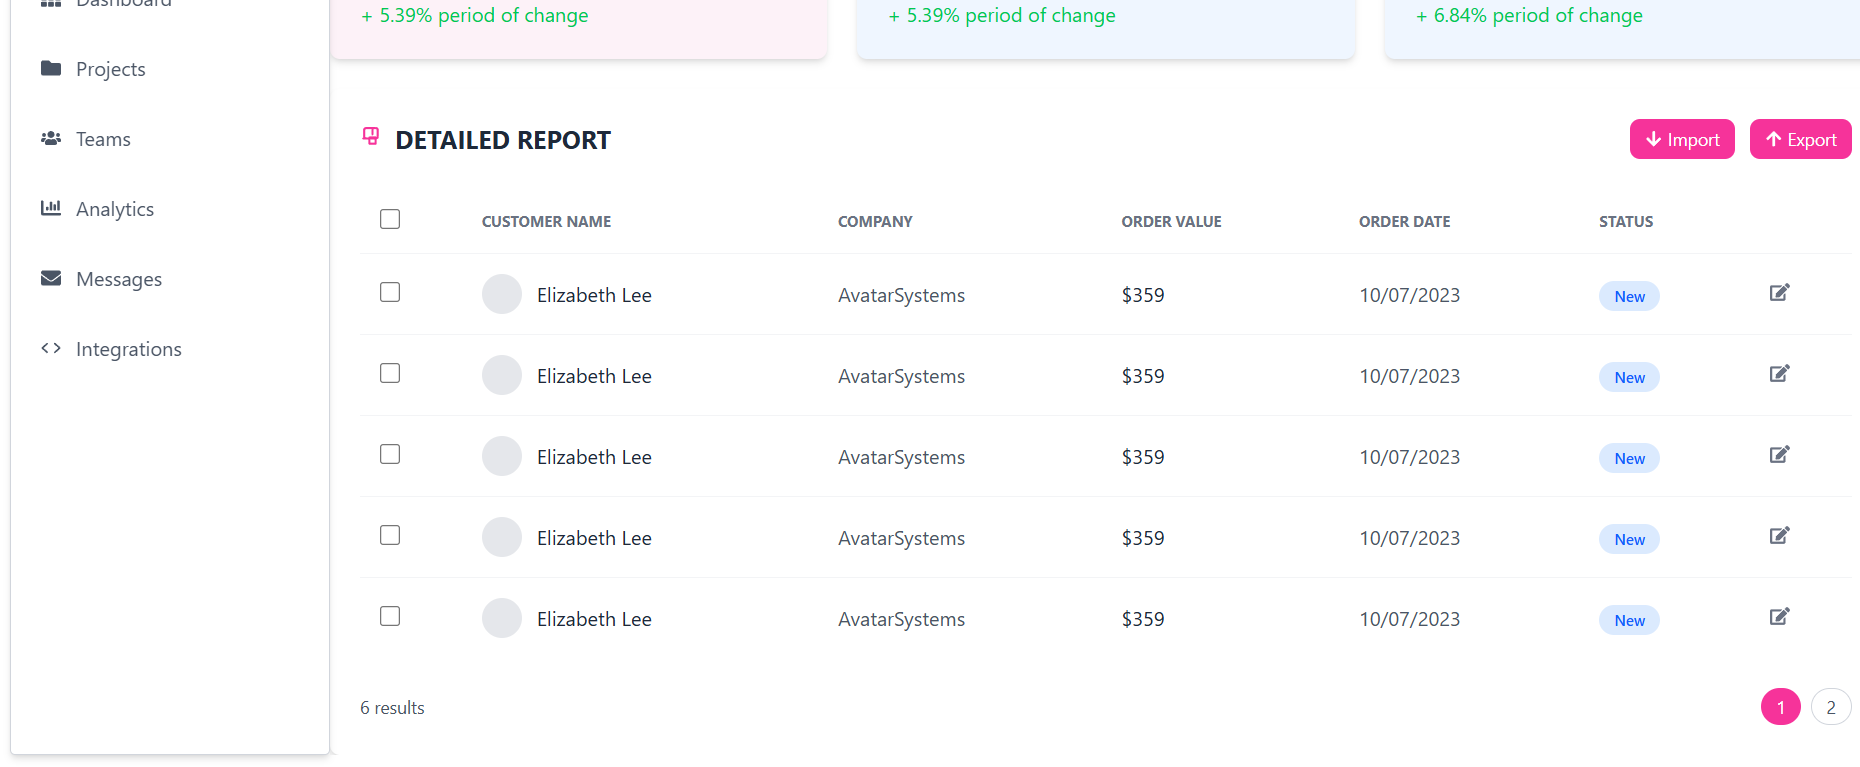 Dashboard
Projects
Teams
Analytics
Messages
Integrations
+ 5.39% period of change
+ 5.39% period of change
+ 6.84% period of change
DETAILED REPORT
Import
Export
CUSTOMER NAME COMPANY ORDER VALUE ORDER DATE STATUS
Elizabeth Lee AvatarSystems $359 10/07/2023 New
Elizabeth Lee AvatarSystems $359 10/07/2023 New
Elizabeth Lee AvatarSystems $359 10/07/2023 New
Elizabeth Lee AvatarSystems $359 10/07/2023 New
Elizabeth Lee AvatarSystems $359 10/07/2023 New
6 results
1 2